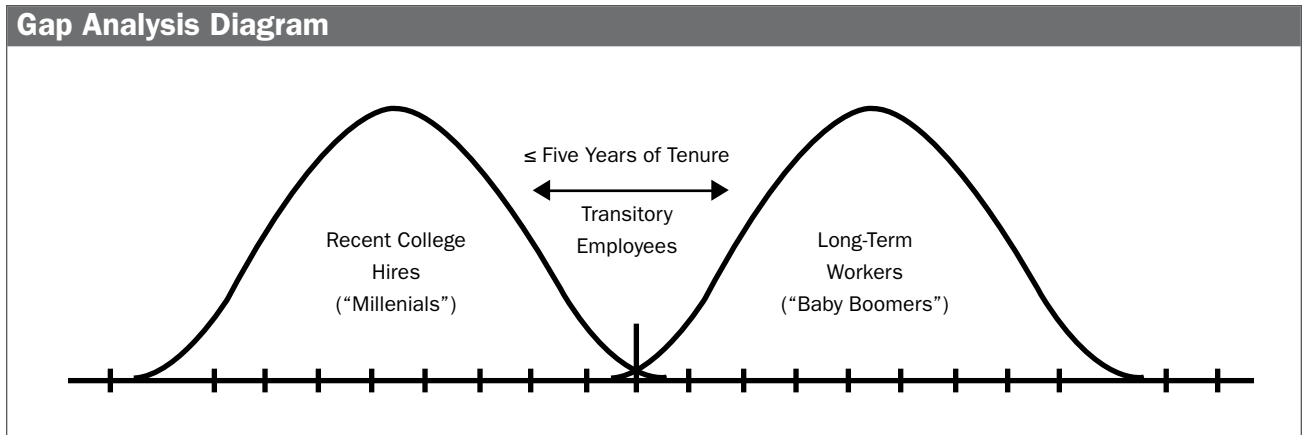 Gap Analysis Diagram
≤ Five Years of Tenure
Transitory
Employees
Recent College
Hires
(“Millenials”)
Long-Term
Workers
(“Baby Boomers”)